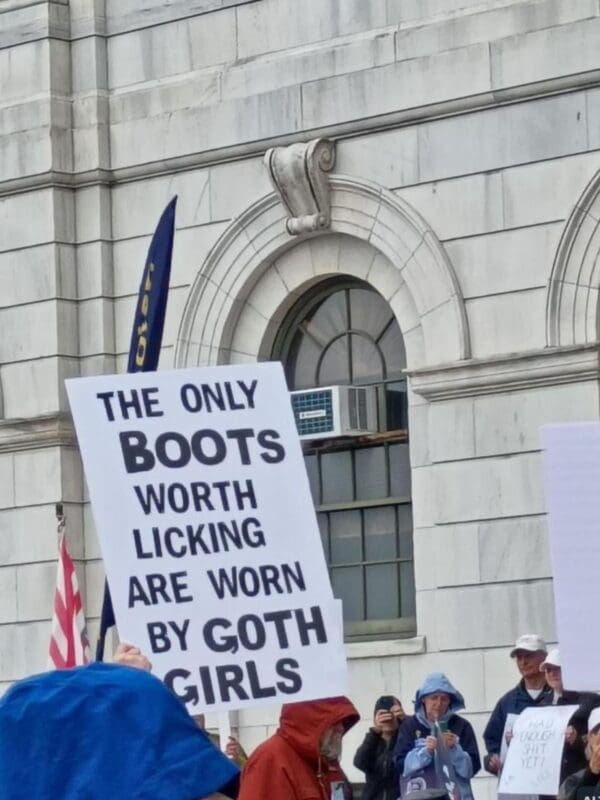 THE ONLY
BOOTS
WORTH
LICKING
ARE WORN
BY GOTH
GIRLS
HAD
ENOUGH
SHIT
YET?